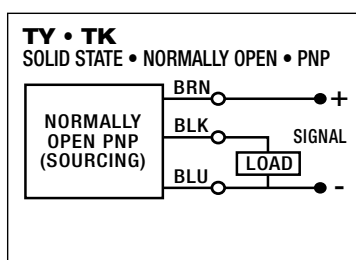 TY • TK
SOLID STATE • NORMALLY OPEN • PNP
BRN
+
NORMALLY
OPEN PNP
(SOURCING)
BLK
SIGNAL
LOAD
BLU
-